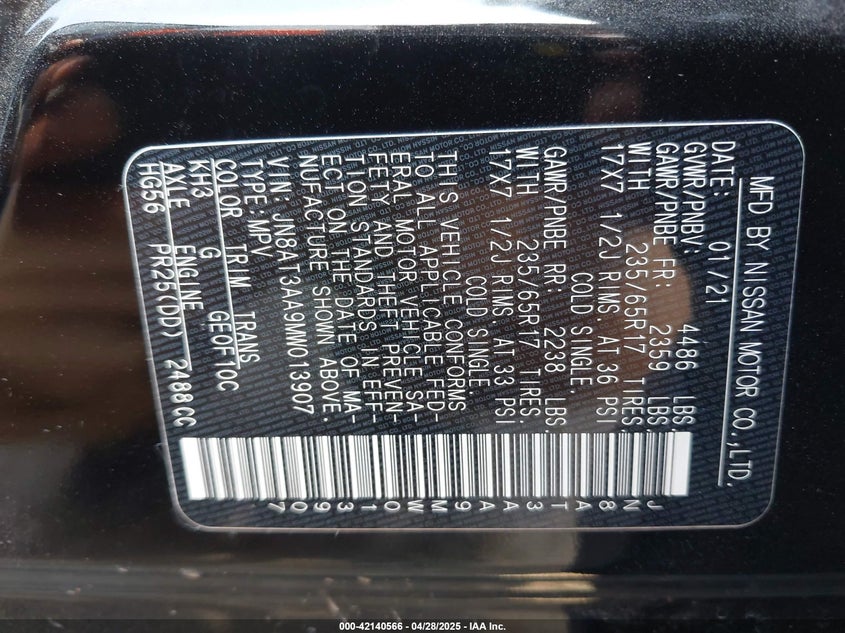 MFD BY NISSAN MOTOR CO.,LTD.
DATE: 01/21
GVWR/PNBV: 4486 LBS.
GAWR/PNBE FR: 2359 LBS.
WITH 235/65R17 TIRES:
17X7 1/2J RIMS. AT 36 PSI
COLD SINGLE
GAWR/PNBE RR: 2238 LBS.
WITH 235/65R17 TIRES:
17X7 1/2J RIMS. AT 33 PSI
COLD SINGLE.
THIS VEHICLE CONFORMS
TO ALL APPLICABLE FED-
ERAL MOTOR VEHICLE SA-
FETY AND THEFT PREVEN-
TION STANDARDS IN EFF-
ECT ON THE DATE OF MA-
NUFACTURE SHOWN ABOVE.
VIN: JN8AT3AA9MW013907
TYPE: MPV
COLOR TRIM TRANS
KH3 G GE0F10C
AXLE ENGINE
HG56 PR25(DD) 2488CC
JN8AT3AA9MW013907
000-42140566 - 04/28/2025 - IAA Inc.